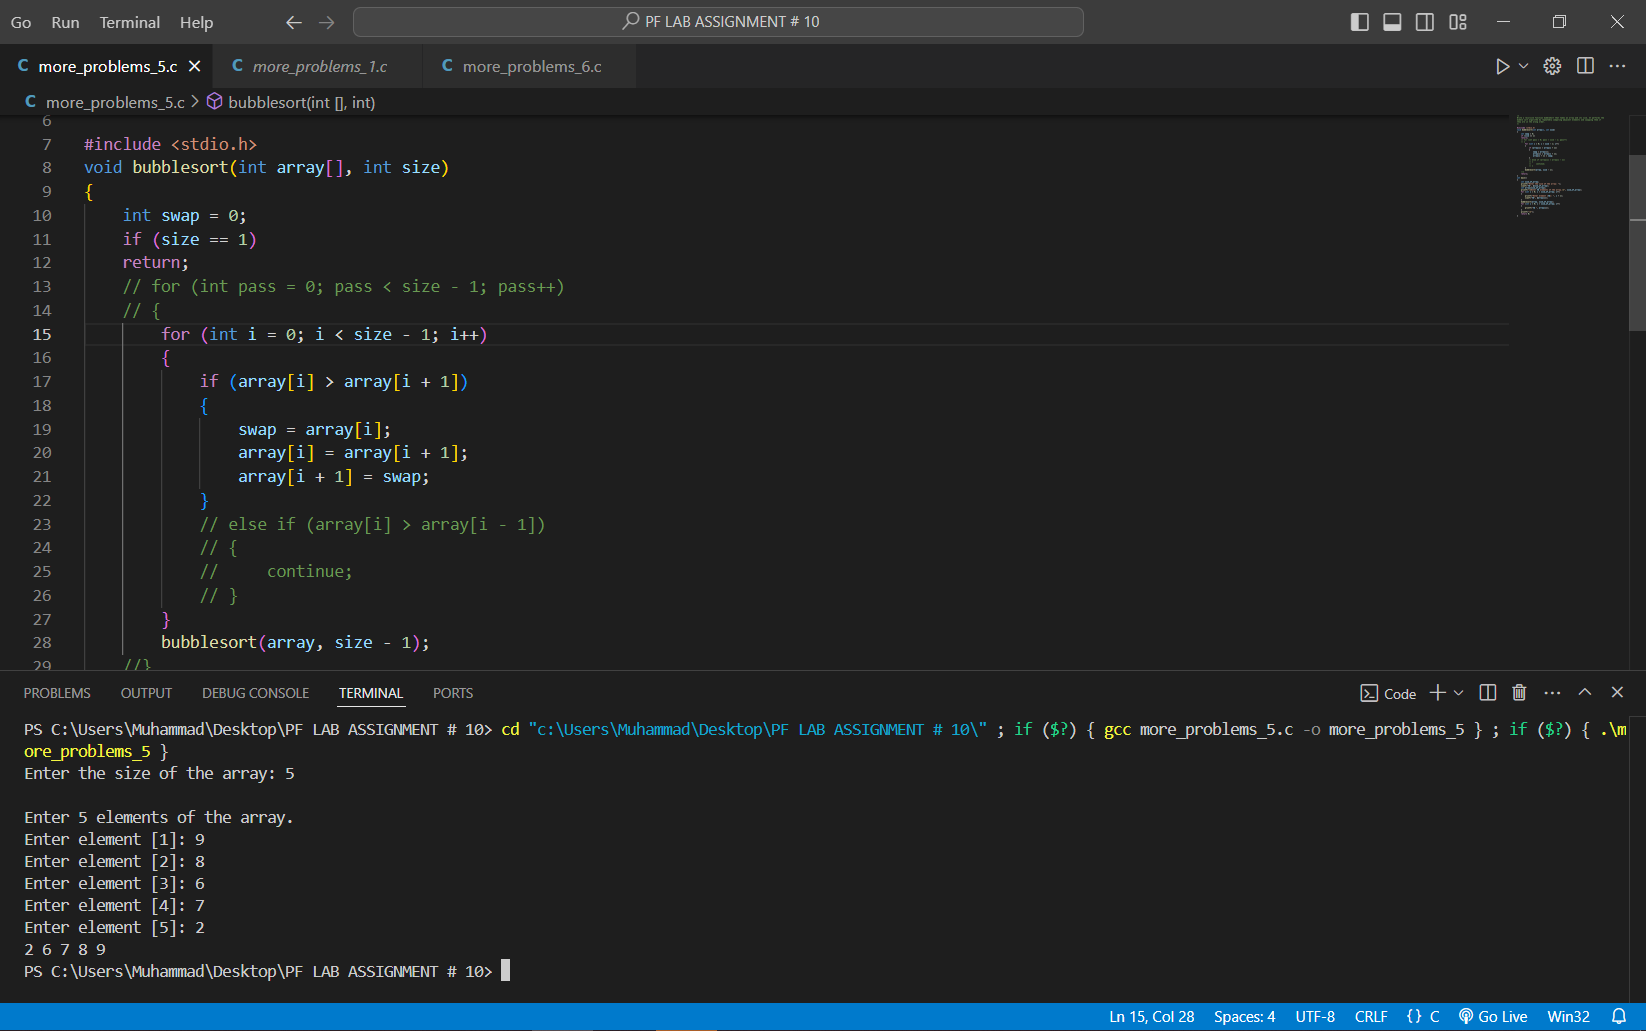 Go Run Terminal Help PF LAB ASSIGNMENT # 10
C more_problems_5.c C more_problems_1.c C more_problems_6.c
C more_problems_5.c > bubblesort(int [], int)
6
7 #include <stdio.h>
8 void bubblesort(int array[], int size)
9 {
10 int swap = 0;
11 if (size == 1)
12 return;
13 // for (int pass = 0; pass < size - 1; pass++)
14 // {
15 for (int i = 0; i < size - 1; i++)
16 {
17 if (array[i] > array[i + 1])
18 {
19 swap = array[i];
20 array[i] = array[i + 1];
21 array[i + 1] = swap;
22 }
23 // else if (array[i] > array[i - 1])
24 // {
25 //     continue;
26 // }
27 }
28 bubblesort(array, size - 1);
29 //}
PROBLEMS OUTPUT DEBUG CONSOLE TERMINAL PORTS Code
PS C:\Users\Muhammad\Desktop\PF LAB ASSIGNMENT # 10> cd "c:\Users\Muhammad\Desktop\PF LAB ASSIGNMENT # 10\" ; if ($?) { gcc more_problems_5.c -o more_problems_5 } ; if ($?) { .\m
ore_problems_5 }
Enter the size of the array: 5
Enter 5 elements of the array.
Enter element [1]: 9
Enter element [2]: 8
Enter element [3]: 6
Enter element [4]: 7
Enter element [5]: 2
2 6 7 8 9
PS C:\Users\Muhammad\Desktop\PF LAB ASSIGNMENT # 10>
Ln 15, Col 28 Spaces: 4 UTF-8 CRLF {} C Go Live Win32